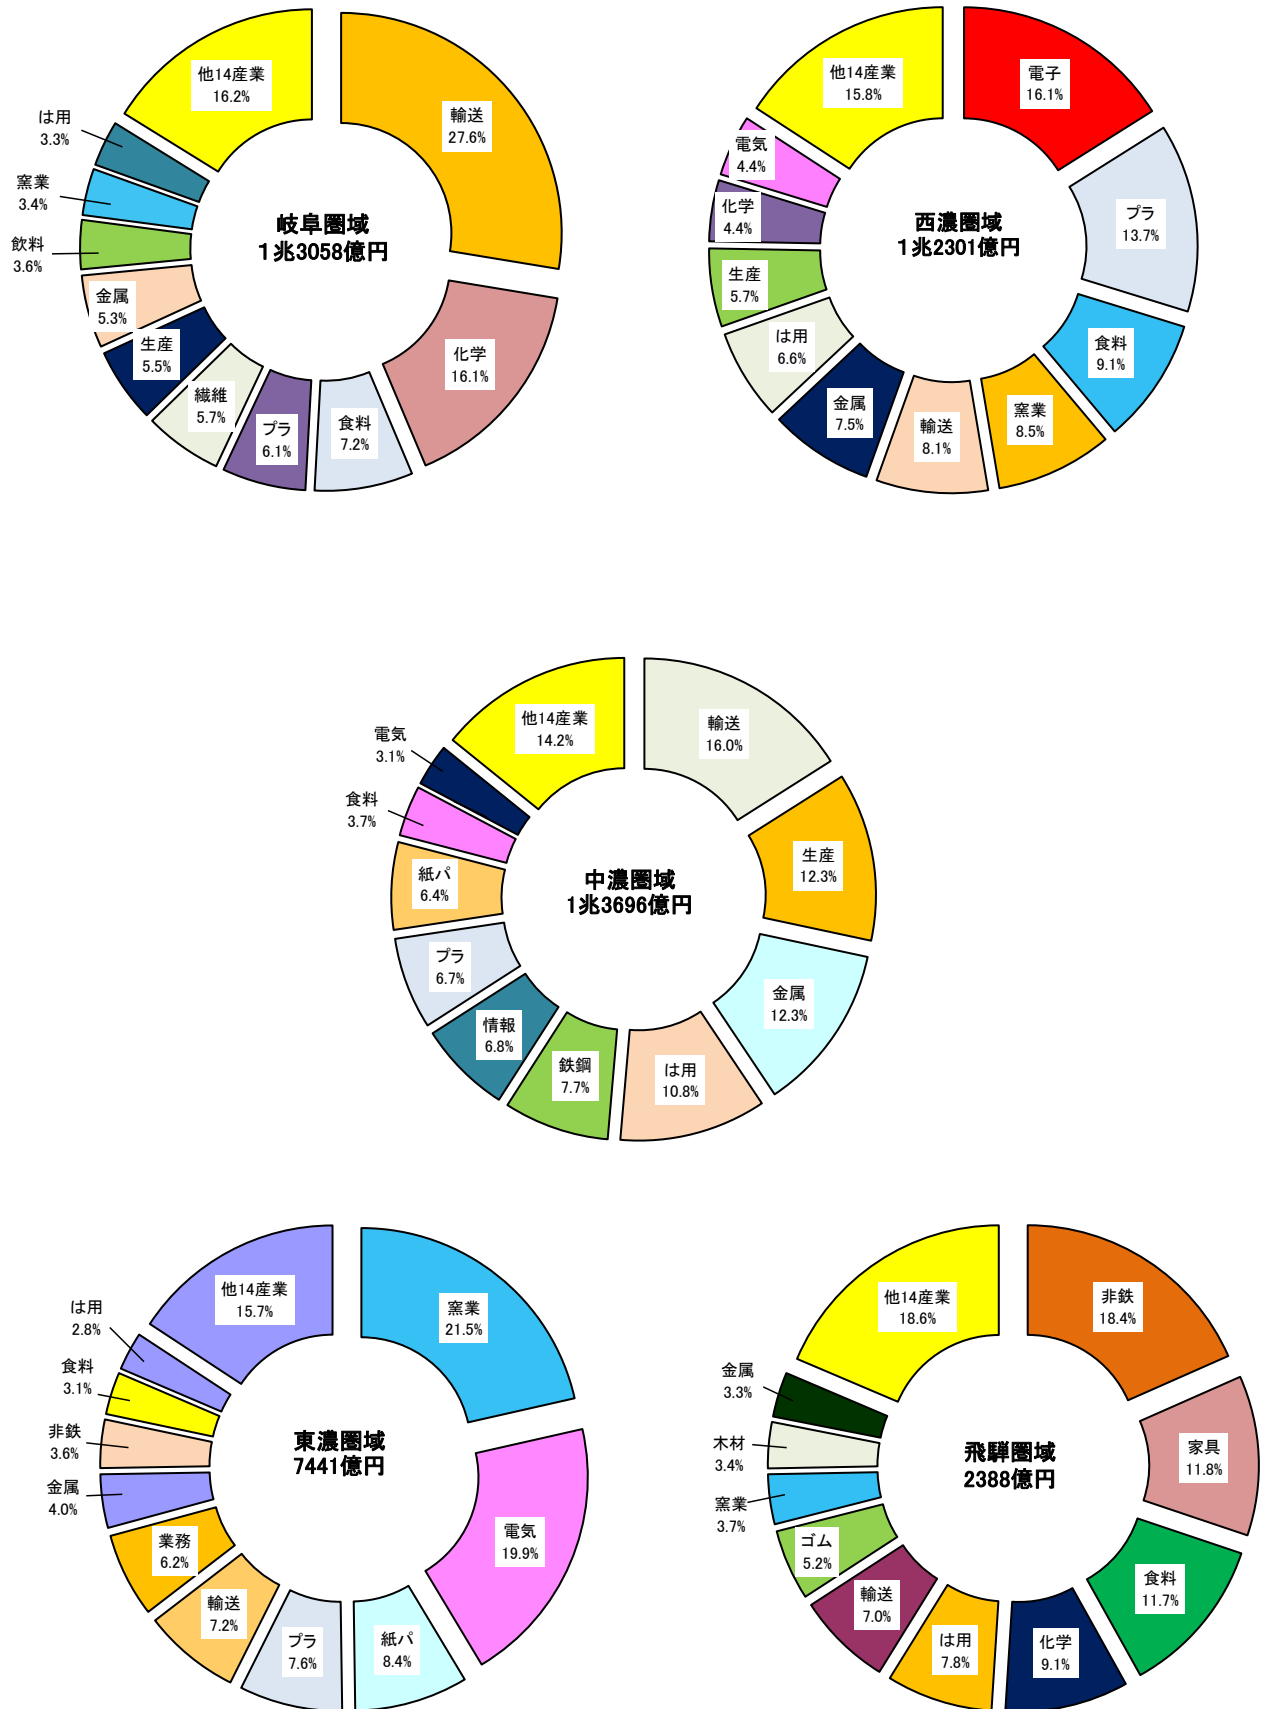 他14産業
16.2%
輸送
27.6%
は用
3.3%
窯業
3.4%
飲料
3.6%
金属
5.3%
生産
5.5%
繊維
5.7%
プラ
6.1%
食料
7.2%
化学
16.1%
岐阜圏域
1兆3058億円
他14産業
15.8%
電子
16.1%
電気
4.4%
化学
4.4%
生産
5.7%
は用
6.6%
金属
7.5%
輸送
8.1%
窯業
8.5%
食料
9.1%
プラ
13.7%
西濃圏域
1兆2301億円
他14産業
14.2%
輸送
16.0%
電気
3.1%
食料
3.7%
紙パ
6.4%
プラ
6.7%
情報
6.8%
鉄鋼
7.7%
は用
10.8%
金属
12.3%
生産
12.3%
中濃圏域
1兆3696億円
他14産業
15.7%
窯業
21.5%
は用
2.8%
食料
3.1%
非鉄
3.6%
金属
4.0%
業務
6.2%
輸送
7.2%
プラ
7.6%
紙パ
8.4%
電気
19.9%
東濃圏域
7441億円
他14産業
18.6%
非鉄
18.4%
金属
3.3%
木材
3.4%
窯業
3.7%
ゴム
5.2%
輸送
7.0%
は用
7.8%
化学
9.1%
食料
11.7%
家具
11.8%
飛騨圏域
2388億円